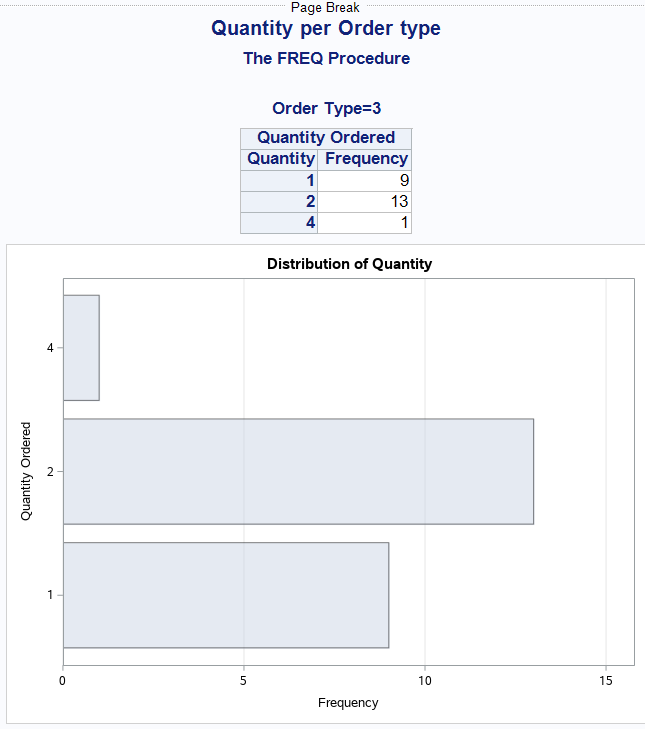 Page Break
Quantity per Order type
The FREQ Procedure
Order Type=3
Quantity Ordered
Quantity Frequency
1 9
2 13
4 1
Distribution of Quantity
4
2
1
Quantity Ordered
0 5 10 15
Frequency